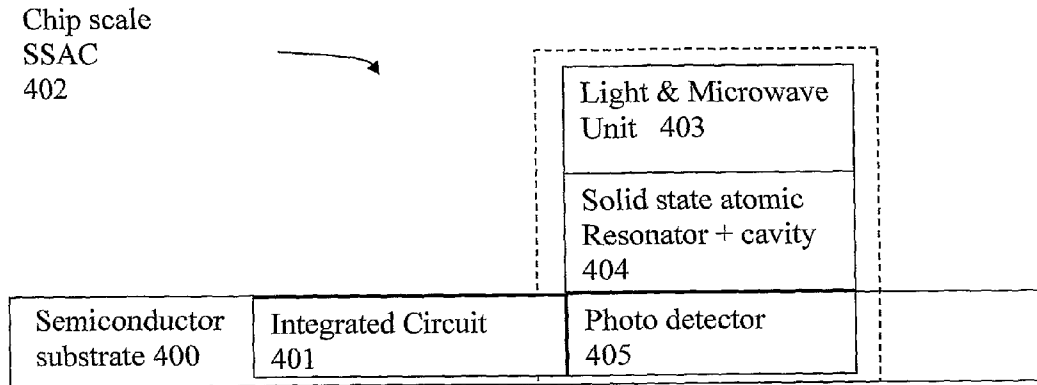 Chip scale
SSAC
402
Light & Microwave
Unit 403
Solid state atomic
Resonator + cavity
404
Semiconductor
substrate 400
Integrated Circuit
401
Photo detector
405